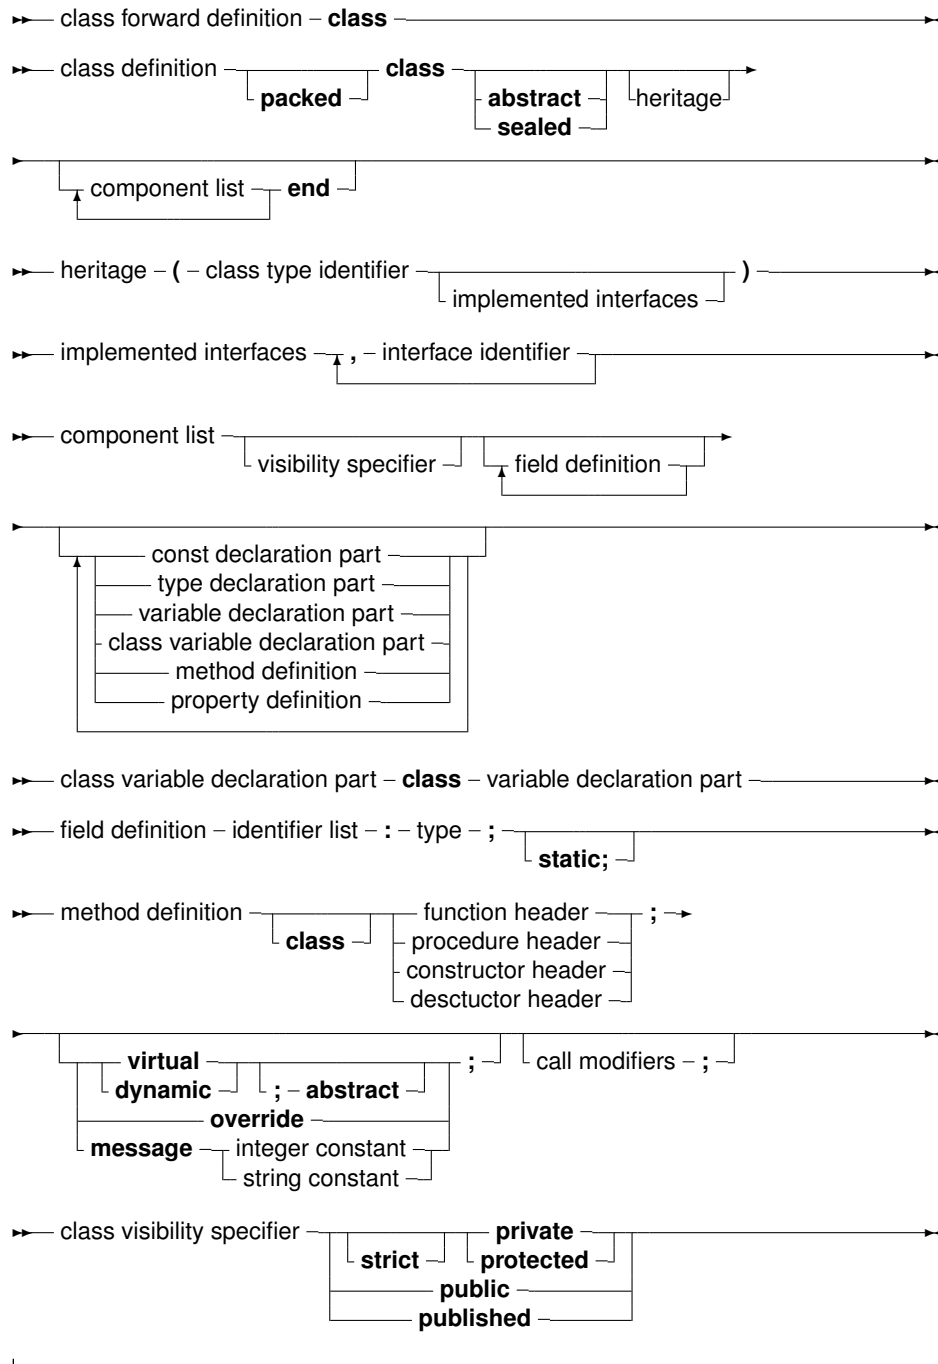 class forward definition – class
class definition class
packed abstract heritage
sealed
component list end
heritage – ( – class type identifier )
implemented interfaces
implemented interfaces , – interface identifier
component list
visibility specifier field definition
const declaration part
type declaration part
variable declaration part
class variable declaration part
method definition
property definition
class variable declaration part – class – variable declaration part
field definition – identifier list – : – type – ;
static;
method definition function header ;
class procedure header
constructor header
desctuctor header
virtual ; call modifiers – ;
dynamic ; – abstract
override
message integer constant
string constant
class visibility specifier private
strict protected
public
published